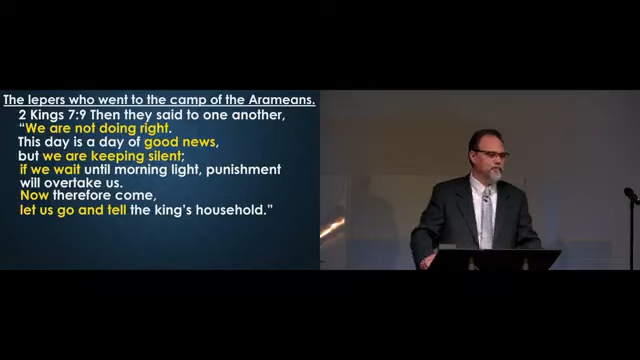 The lepers who went to the camp of the Arameans.
2 Kings 7:9 Then they said to one another,
“We are not doing right.
This day is a day of good news,
but we are keeping silent;
if we wait until morning light, punishment
will overtake us.
Now therefore come,
let us go and tell the king’s household.”